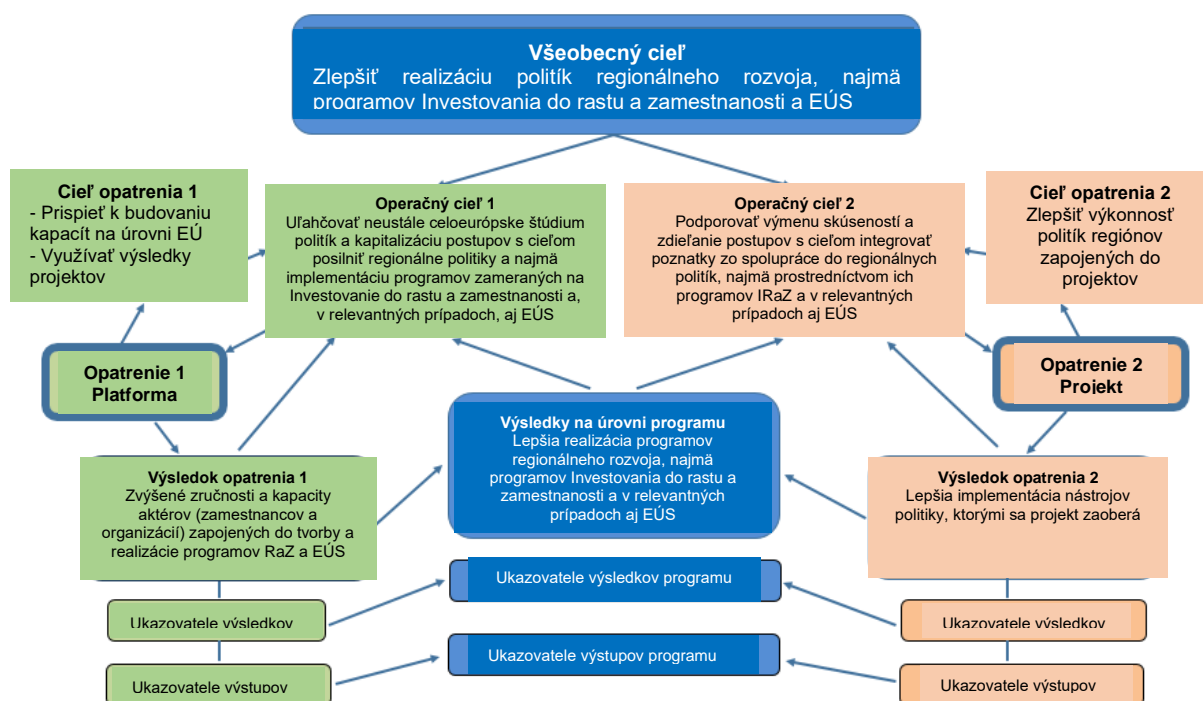 Všeobecný cieľ
Zlepšiť realizáciu politík regionálneho rozvoja, najmä
programov Investovania do rastu a zamestnanosti a EÚS
Cieľ opatrenia 1
- Prispieť k budovaniu
kapacít na úrovni EÚ
- Využívať výsledky
projektov
Operačný cieľ 1
Uľahčovať neustále celoeurópske štúdium
politík a kapitalizáciu postupov s cieľom
posilniť regionálne politiky a najmä
implementáciu programov zameraných na
Investovanie do rastu a zamestnanosti a,
v relevantných prípadoch, aj EÚS
Operačný cieľ 2
Podporovať výmenu skúseností a
zdieľanie postupov s cieľom integrovať
poznatky zo spolupráce do regionálnych
politík, najmä prostredníctvom ich
programov IRaZ a v relevantných
prípadoch aj EÚS
Cieľ opatrenia 2
Zlepšiť výkonnosť
politík regiónov
zapojených do
projektov
Opatrenie 1
Platforma
Opatrenie 2
Projekt
Výsledky na úrovni programu
Lepšia realizácia programov
regionálneho rozvoja, najmä
programov Investovania do rastu a
zamestnanosti a v relevantných
prípadoch aj EÚS
Výsledok opatrenia 1
Zvýšené zručnosti a kapacity
aktérov (zamestnancov a
organizácií) zapojených do tvorby a
realizácie programov RaZ a EÚS
Výsledok opatrenia 2
Lepšia implementácia nástrojov
politiky, ktorými sa projekt zaoberá
Ukazovatele výsledkov programu
Ukazovatele výsledkov
Ukazovatele výsledkov
Ukazovatele výstupov programu
Ukazovatele výstupov
Ukazovatele výstupov